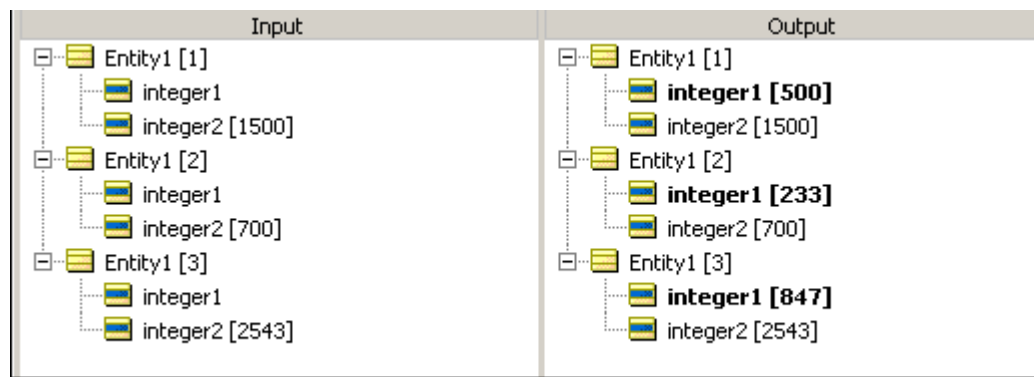 Input
Entity1 [1]
integer1
integer2 [1500]
Entity1 [2]
integer1
integer2 [700]
Entity1 [3]
integer1
integer2 [2543]
Output
Entity1 [1]
integer1 [500]
integer2 [1500]
Entity1 [2]
integer1 [233]
integer2 [700]
Entity1 [3]
integer1 [847]
integer2 [2543]